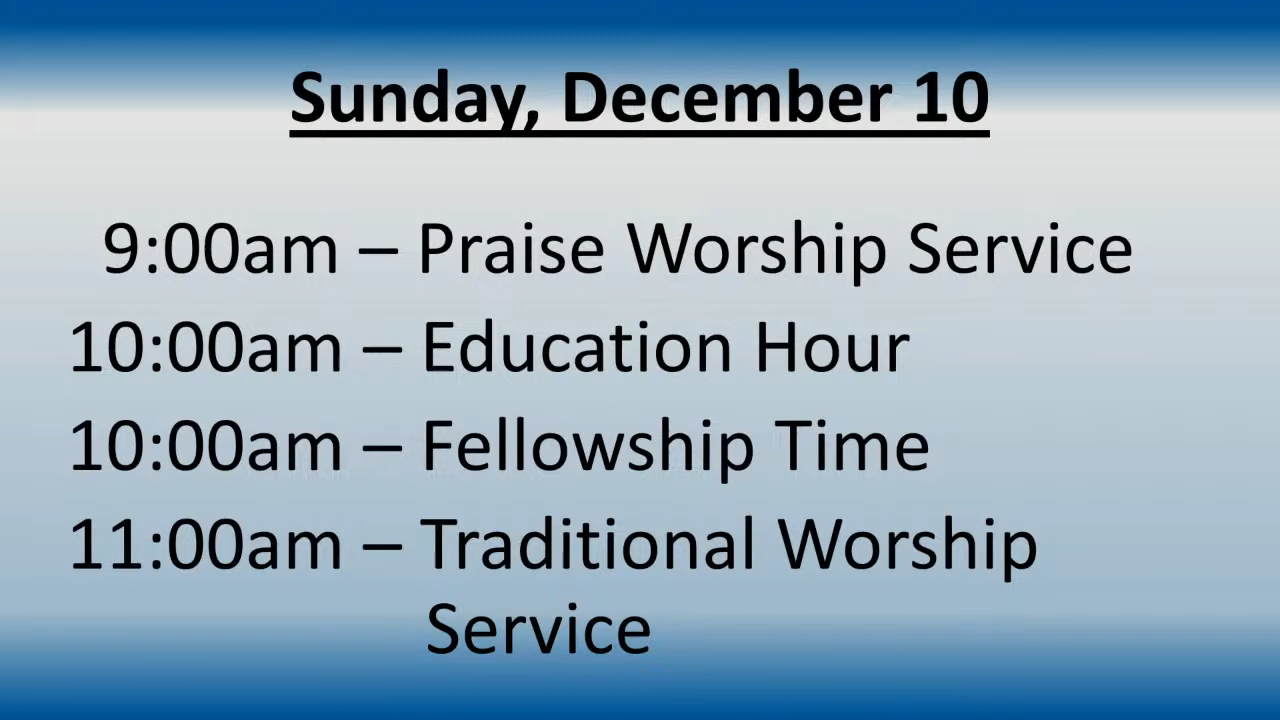 Sunday, December 10
9:00am – Praise Worship Service
10:00am – Education Hour
10:00am – Fellowship Time
11:00am – Traditional Worship
Service